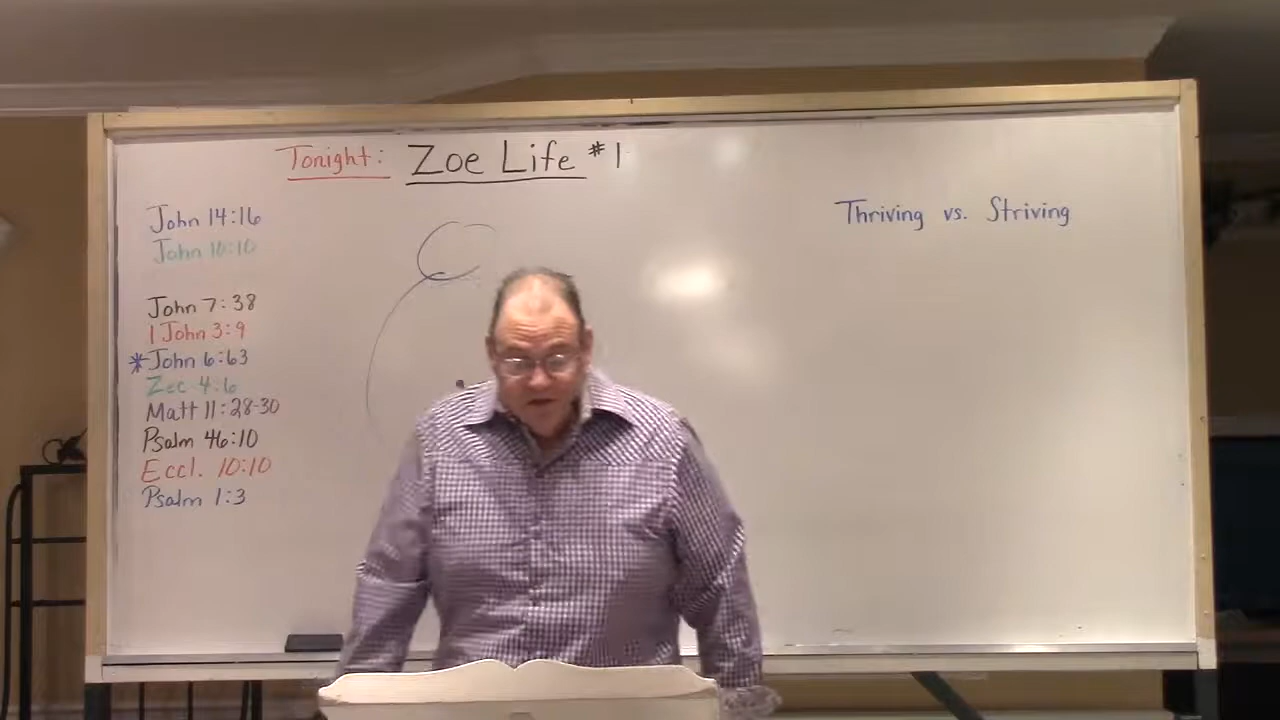 Tonight: Zoe Life #1
Thriving vs. Striving
John 14:16
John 10:10
John 7:38
1 John 3:9
*John 6:63
Zec 4:6
Matt 11:28-30
Psalm 46:10
Eccl. 10:10
Psalm 1:3